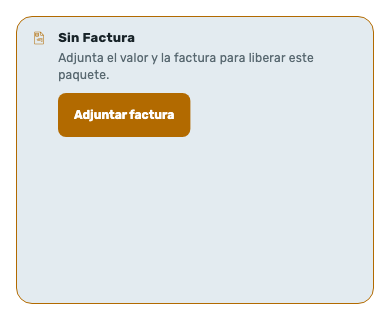 Sin Factura
Adjunta el valor y la factura para liberar este
paquete.
Adjuntar factura